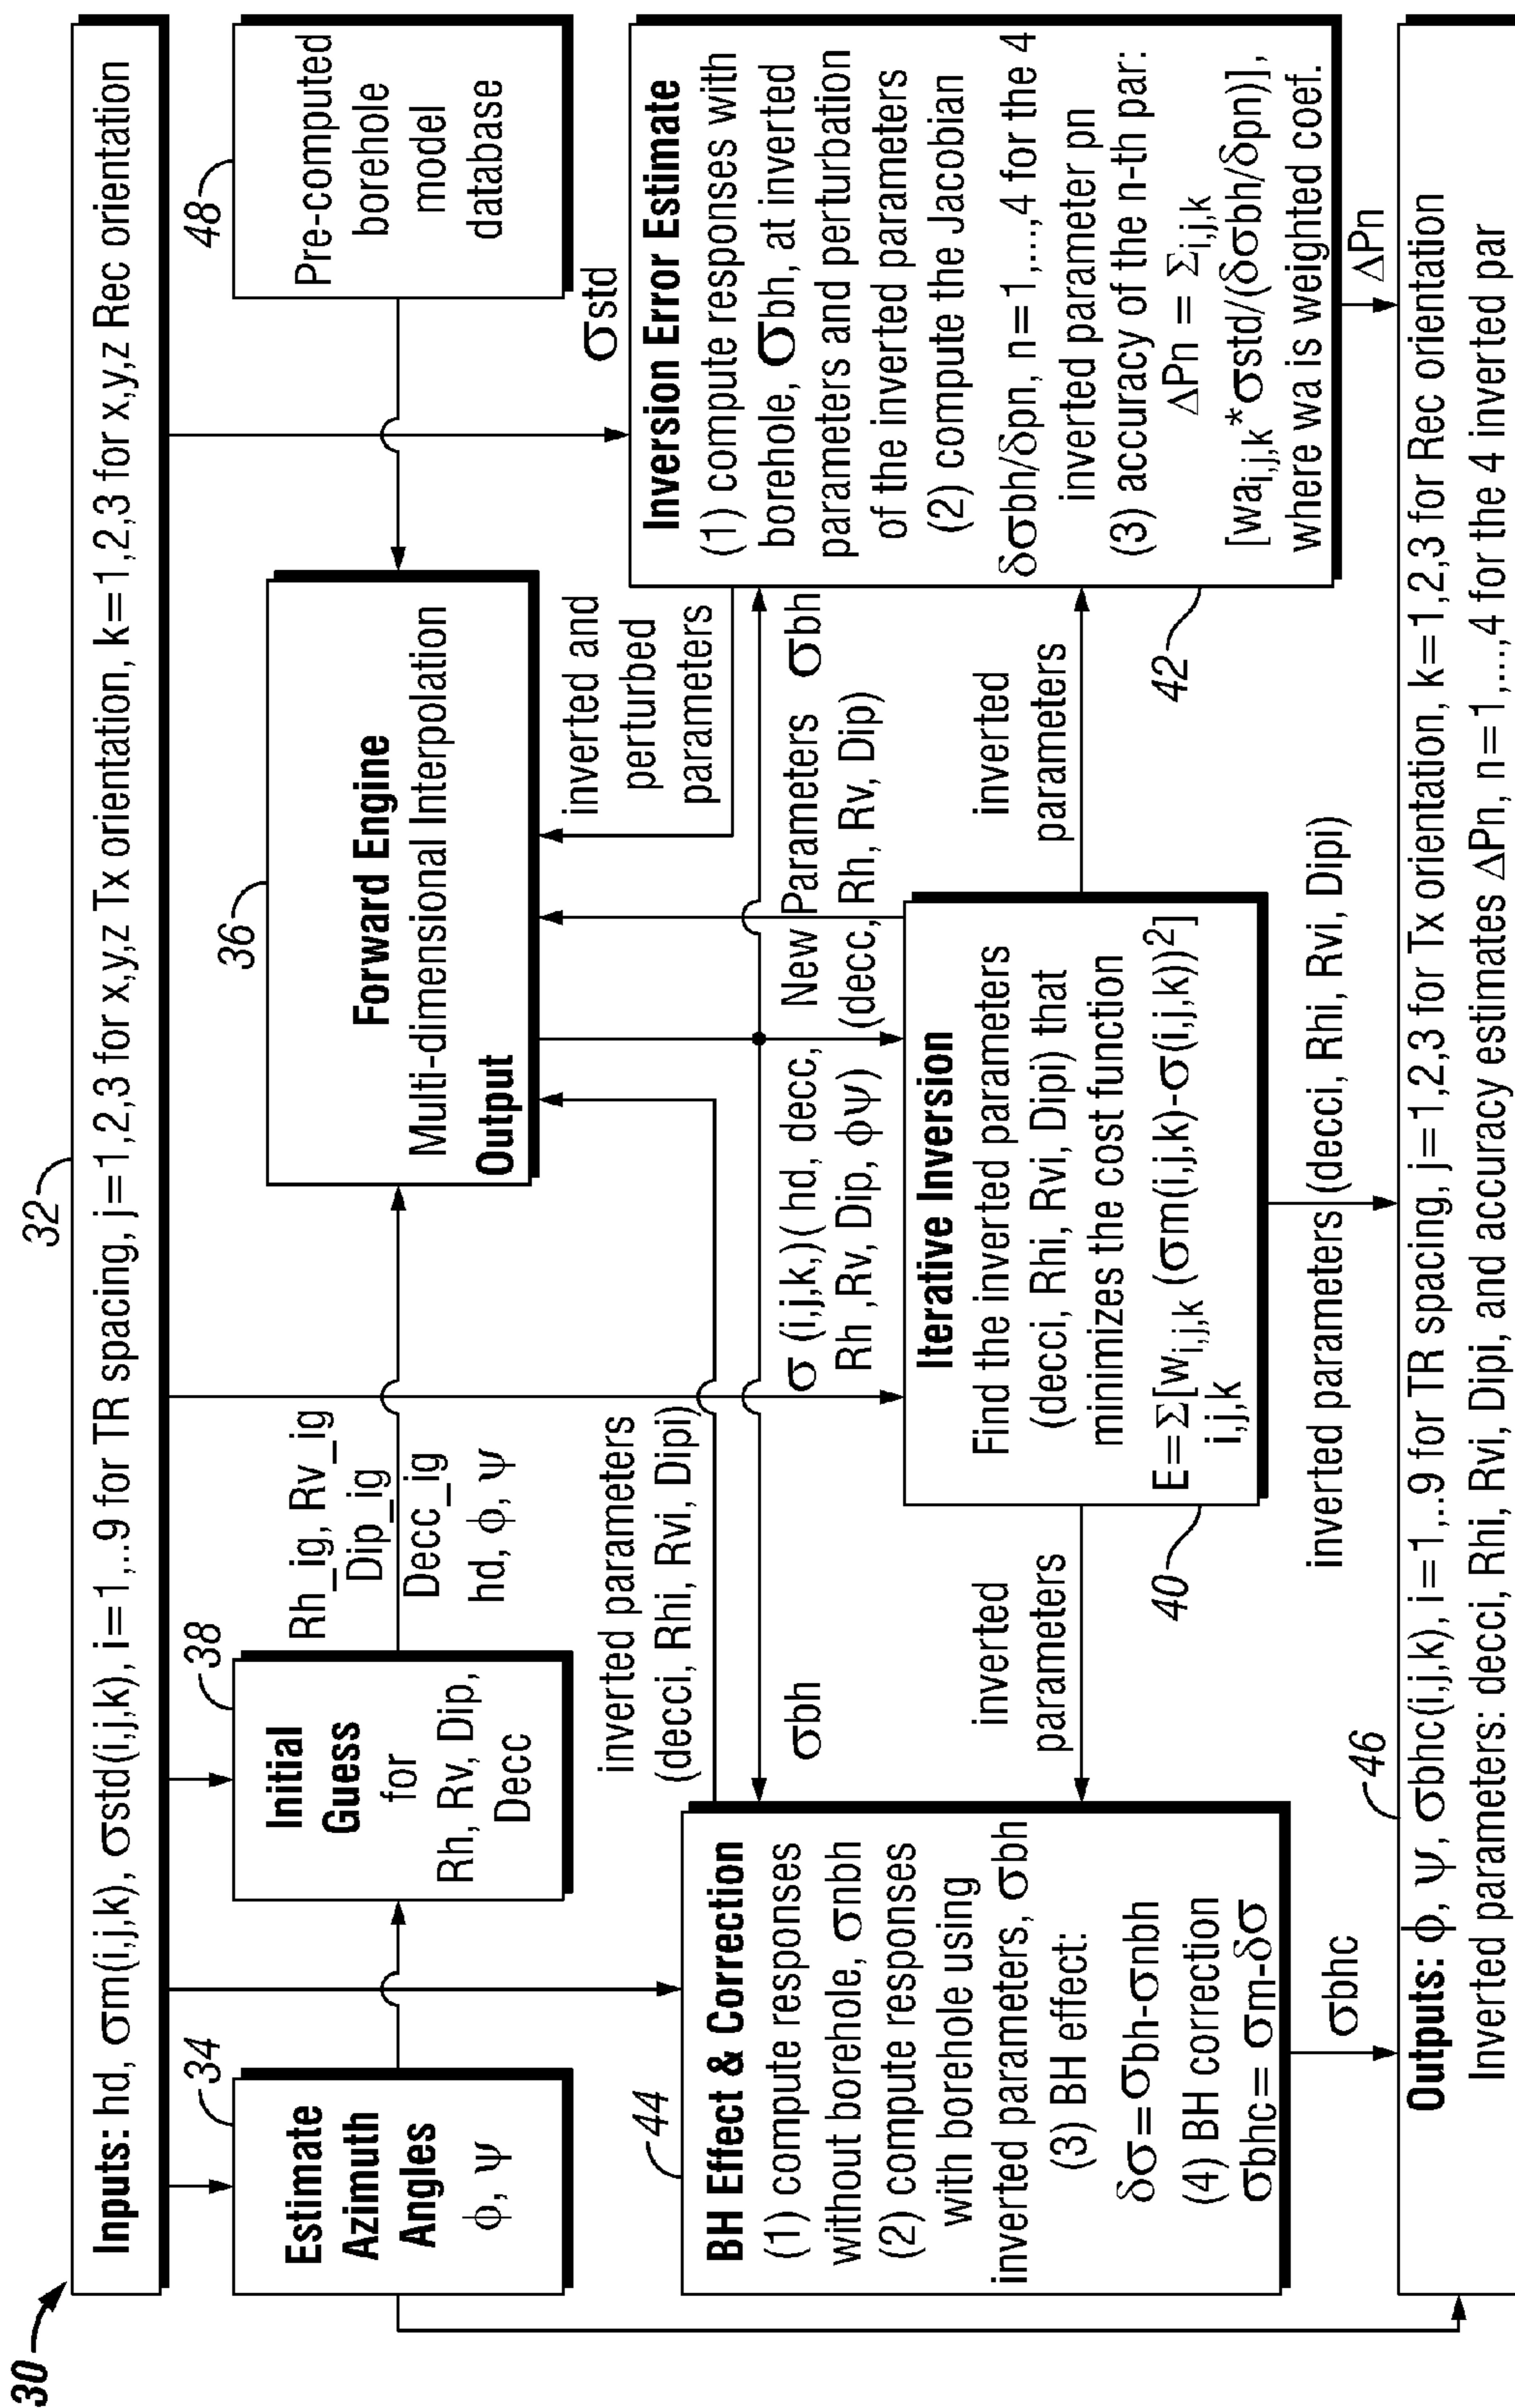 30
32
Inputs: hd, σm(i,j,k), σstd(i,j,k), i=1,..9 for TR spacing, j=1,2,3 for x,y,z Tx orientation, k=1,2,3 for x,y,z Rec orientation
34
Estimate
Azimuth
Angles
ϕ, ψ
38
Initial
Guess
for
Rh, Rv, Dip,
Decc
Rh_ig, Rv_ig
Dip_ig
Decc_ig
hd, ϕ, ψ
36
Forward Engine
Multi-dimensional Interpolation
Output
48
Pre-computed
borehole
model
database
σstd
44
BH Effect & Correction
(1) compute responses
without borehole, σnbh
(2) compute responses
with borehole using
inverted parameters, σbh
(3) BH effect:
δσ=σbh-σnbh
(4) BH correction
σbhc= σm-δσ
inverted parameters
(decci, Rhi, Rvi, Dipi)
σbh
σ (i,j,k,)( hd, decc,
Rh ,Rv, Dip, ϕψ)
New Parameters
(decc, Rh, Rv, Dip)
inverted and
perturbed
parameters
σbh
inverted
parameters
40
Iterative Inversion
Find the inverted parameters
(decci, Rhi, Rvi, Dipi) that
minimizes the cost function
E=Σ[w i,j,k (σm(i,j,k)-σ(i,j,k))²]
i,j,k
inverted
parameters
42
Inversion Error Estimate
(1) compute responses with
borehole, σbh, at inverted
parameters and perturbation
of the inverted parameters
(2) compute the Jacobian
δσbh/δpn, n=1,...,4 for the 4
inverted parameter pn
(3) accuracy of the n-th par:
ΔPn = Σi,j,k
[wai,j,k*σstd/(δσbh/δpn)],
where wa is weighted coef.
σbhc
inverted parameters (decci, Rhi, Rvi, Dipi)
ΔPn
46
Outputs: ϕ, ψ, σbhc(i,j,k), i=1,..9 for TR spacing, j=1,2,3 for Tx orientation, k=1,2,3 for Rec orientation
Inverted parameters: decci, Rhi, Rvi, Dipi, and accuracy estimates ΔPn, n=1,...,4 for the 4 inverted par